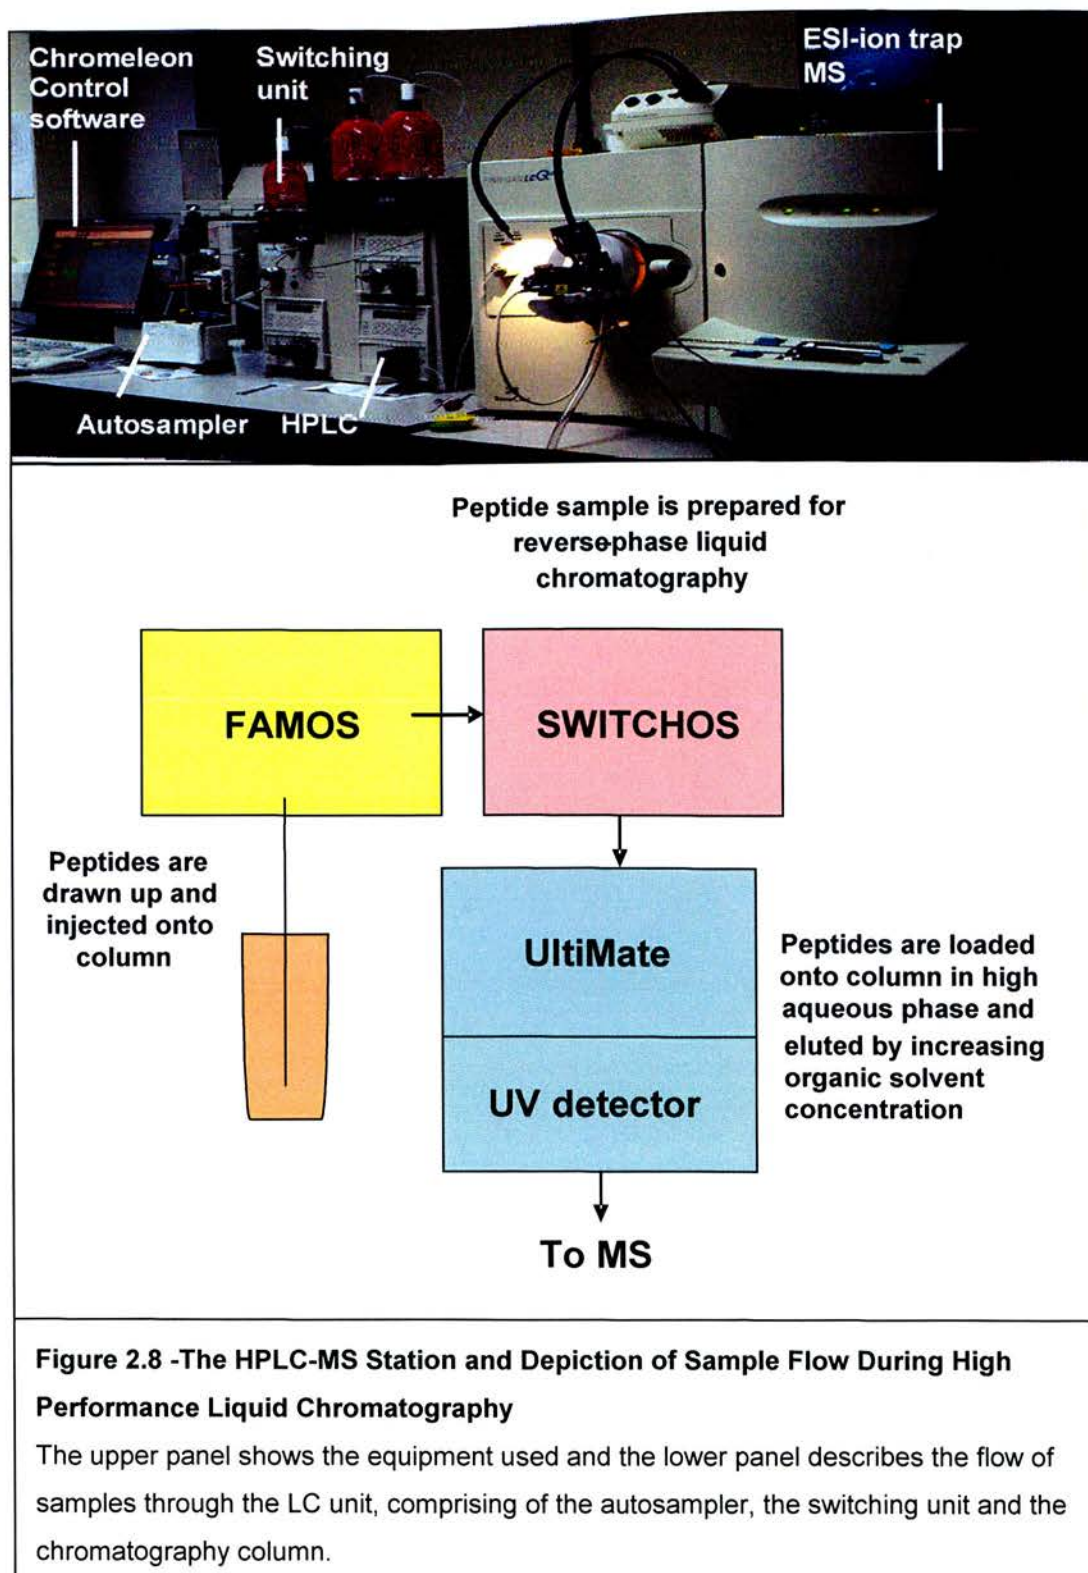 Chromeleon
Control
software
Switching
unit
ESI-ion trap
MS
Autosampler
HPLC
Peptide sample is prepared for
reverse-phase liquid
chromatography
FAMOS
SWITCHOS
Peptides are
drawn up and
injected onto
column
UltiMate
Peptides are loaded
onto column in high
aqueous phase and
eluted by increasing
organic solvent
concentration
UV detector
To MS
Figure 2.8 -The HPLC-MS Station and Depiction of Sample Flow During High
Performance Liquid Chromatography
The upper panel shows the equipment used and the lower panel describes the flow of
samples through the LC unit, comprising of the autosampler, the switching unit and the
chromatography column.